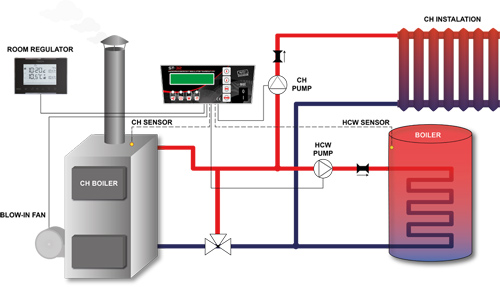 CH INSTALATION
ROOM REGULATOR
CH
PUMP
CH SENSOR
HCW SENSOR
HCW
PUMP
BOILER
CH BOILER
BLOW-IN FAN